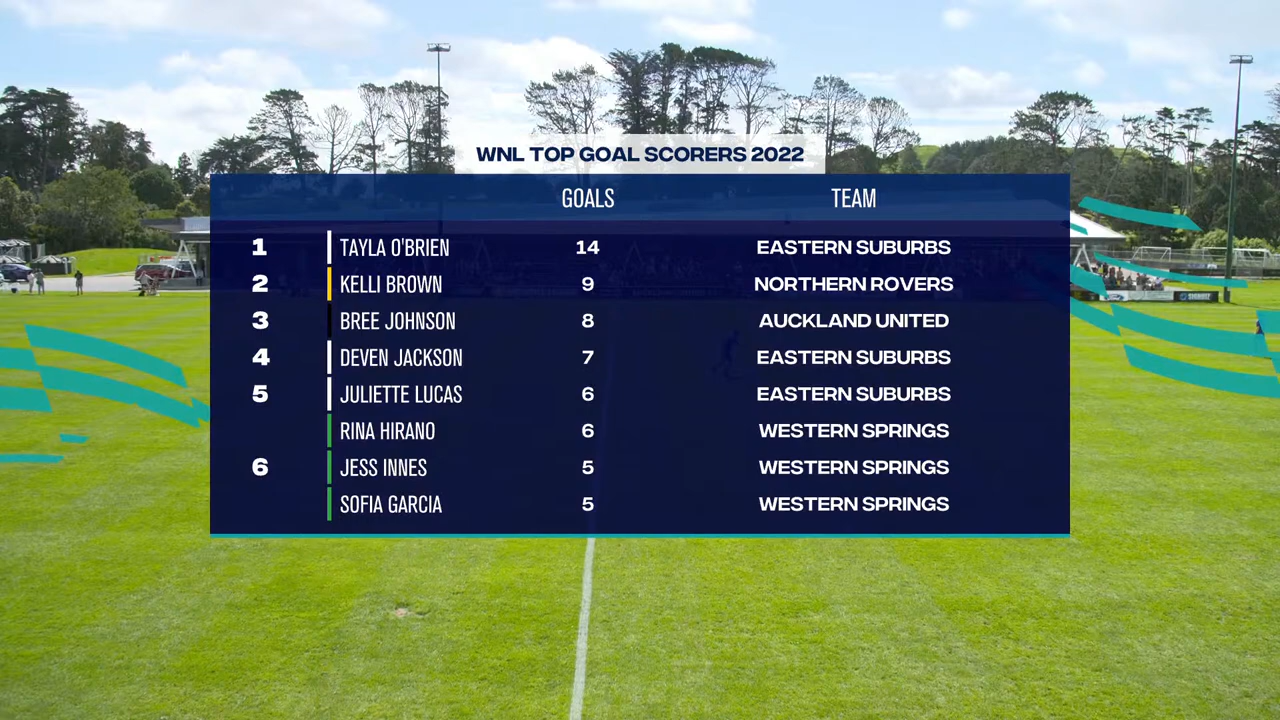 WNL TOP GOAL SCORERS 2022
GOALS TEAM
1 TAYLA O'BRIEN 14 EASTERN SUBURBS
2 KELLI BROWN 9 NORTHERN ROVERS
3 BREE JOHNSON 8 AUCKLAND UNITED
4 DEVEN JACKSON 7 EASTERN SUBURBS
5 JULIETTE LUCAS 6 EASTERN SUBURBS
RINA HIRANO 6 WESTERN SPRINGS
6 JESS INNES 5 WESTERN SPRINGS
SOFIA GARCIA 5 WESTERN SPRINGS